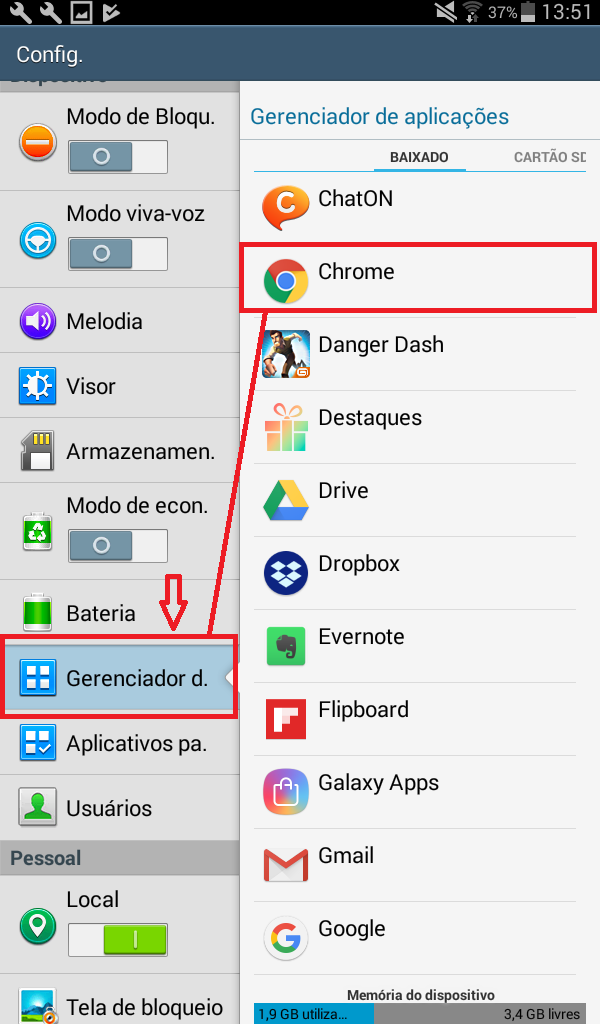 37% 13:51
Config.
Dispositivo
Modo de Bloqu.
Modo viva-voz
Melodia
Visor
Armazenamen.
Modo de econ.
Bateria
Gerenciador d.
Aplicativos pa.
Usuários
Pessoal
Local
Tela de bloqueio
Gerenciador de aplicações
BAIXADO CARTÃO SD
ChatON
Chrome
Danger Dash
Destaques
Drive
Dropbox
Evernote
Flipboard
Galaxy Apps
Gmail
Google
Memória do dispositivo
1,9 GB utiliza... 3,4 GB livres